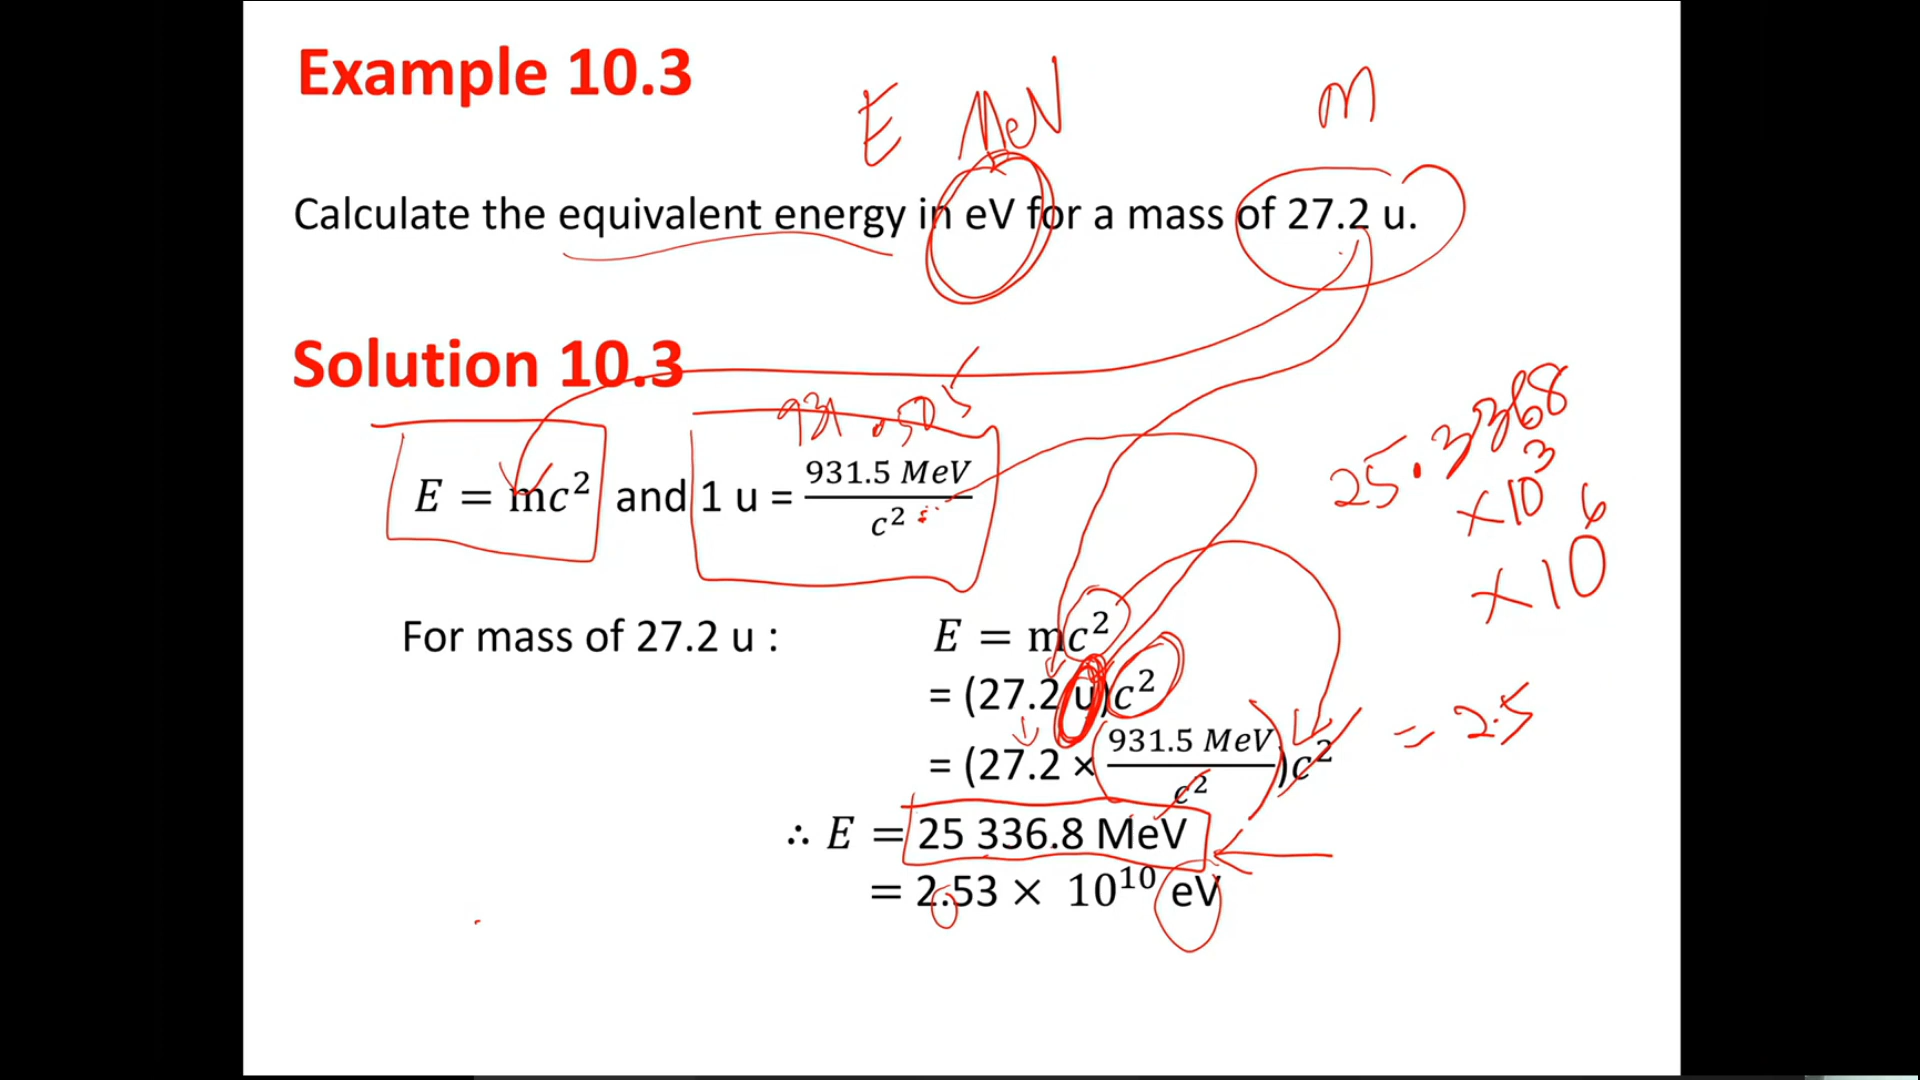 Example 10.3
E MeV m
Calculate the equivalent energy in eV for a mass of 27.2 u.
Solution 10.3
931.5
E = mc² and 1 u = 931.5 MeV / c²
25.3368
× 10³
× 10⁶
For mass of 27.2 u : E = mc²
= (27.2 u)c²
= (27.2 × 931.5 MeV / c²)c² = 2.5
∴ E = 25 336.8 MeV
= 2.53 × 10¹⁰ eV